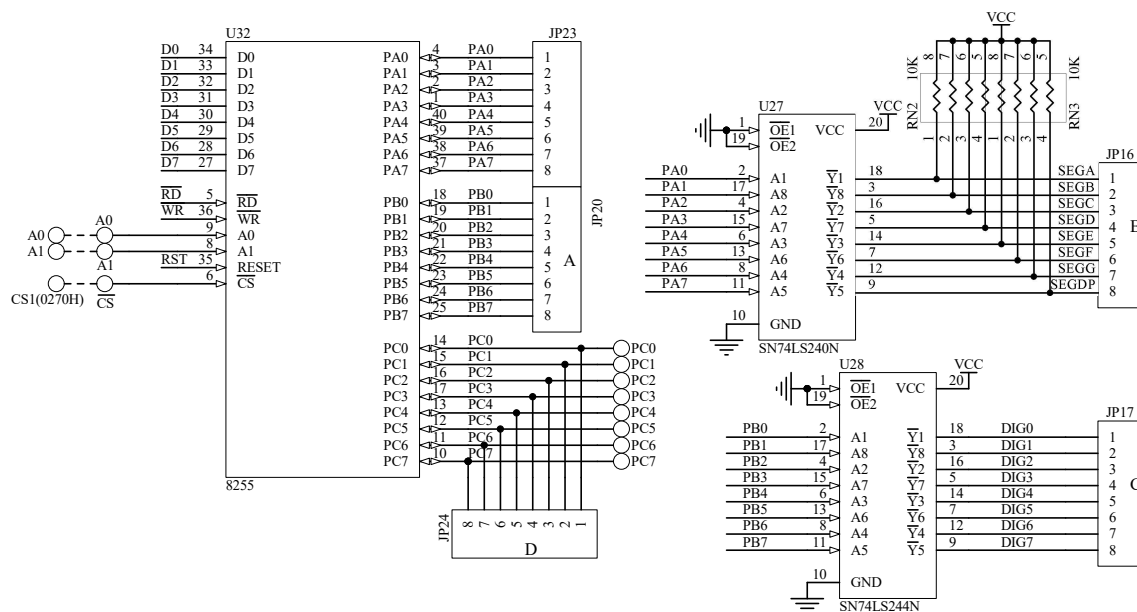 U32
8255
D0 34 D0
D1 33 D1
D2 32 D2
D3 31 D3
D4 30 D4
D5 29 D5
D6 28 D6
D7 27 D7
RD 5 RD
WR 36 WR
A0 A0 9 A0
A1 A1 8 A1
RST 35 RESET
CS1(0270H) CS 6 CS
PA0 4 PA0 1
PA1 3 PA1 2
PA2 2 PA2 3
PA3 1 PA3 4
PA4 40 PA4 5
PA5 39 PA5 6
PA6 38 PA6 7
PA7 37 PA7 8
JP23
PB0 18 PB0 1
PB1 19 PB1 2
PB2 20 PB2 3
PB3 21 PB3 4
PB4 22 PB4 5
PB5 23 PB5 6
PB6 24 PB6 7
PB7 25 PB7 8
A
JP20
PC0 14 PC0 PC0
PC1 15 PC1 PC1
PC2 16 PC2 PC2
PC3 17 PC3 PC3
PC4 13 PC4 PC4
PC5 12 PC5 PC5
PC6 11 PC6 PC6
PC7 10 PC7 PC7
JP24
8 7 6 5 4 3 2 1
D
VCC
8 7 6 5 8 7 6 5
10K 10K
RN2 RN3
1 2 3 4 1 2 3 4
U27
1 OE1 VCC 20 VCC
19 OE2
PA0 2 A1 Y1 18 SEGA 1
PA1 17 A8 Y8 3 SEGB 2
PA2 4 A2 Y2 16 SEGC 3
PA3 15 A7 Y7 5 SEGD 4
PA4 6 A3 Y3 14 SEGE 5
PA5 13 A6 Y6 7 SEGF 6
PA6 8 A4 Y4 12 SEGG 7
PA7 11 A5 Y5 9 SEGDP 8
10 GND
SN74LS240N
JP16
U28
1 OE1 VCC 20 VCC
19 OE2
PB0 2 A1 Y1 18 DIG0 1
PB1 17 A8 Y8 3 DIG1 2
PB2 4 A2 Y2 16 DIG2 3
PB3 15 A7 Y7 5 DIG3 4
PB4 6 A3 Y3 14 DIG4 5
PB5 13 A6 Y6 7 DIG5 6
PB6 8 A4 Y4 12 DIG6 7
PB7 11 A5 Y5 9 DIG7 8
10 GND
SN74LS244N
JP17